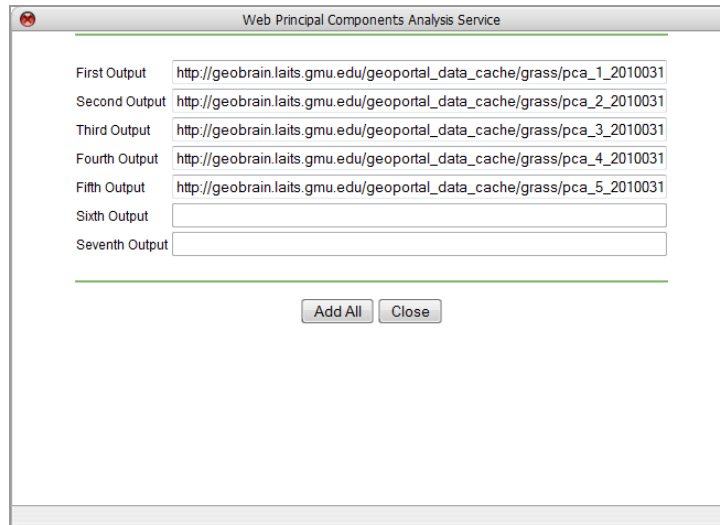 Web Principal Components Analysis Service
First Output http://geobrain.laits.gmu.edu/geoportal_data_cache/grass/pca_1_2010031
Second Output http://geobrain.laits.gmu.edu/geoportal_data_cache/grass/pca_2_2010031
Third Output http://geobrain.laits.gmu.edu/geoportal_data_cache/grass/pca_3_2010031
Fourth Output http://geobrain.laits.gmu.edu/geoportal_data_cache/grass/pca_4_2010031
Fifth Output http://geobrain.laits.gmu.edu/geoportal_data_cache/grass/pca_5_2010031
Sixth Output
Seventh Output
Add All Close